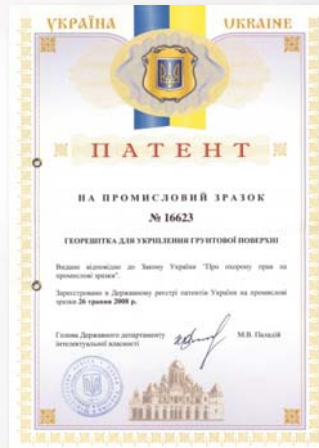 УКРАЇНА UKRAINE
ПАТЕНТ
НА ПРОМИСЛОВИЙ ЗРАЗОК
№ 16623
ГЕОРЕШІТКА ДЛЯ УКРІПЛЕННЯ ГРУНТОВОЇ ПОВЕРХНІ
Видано відповідно до Закону України "Про охорону прав на
промислові зразки".
Зареєстровано в Державному реєстрі патентів України на промислові
зразки 26 травня 2008 р.
Голова Державного департаменту
інтелектуальної власності М.В. Паладій